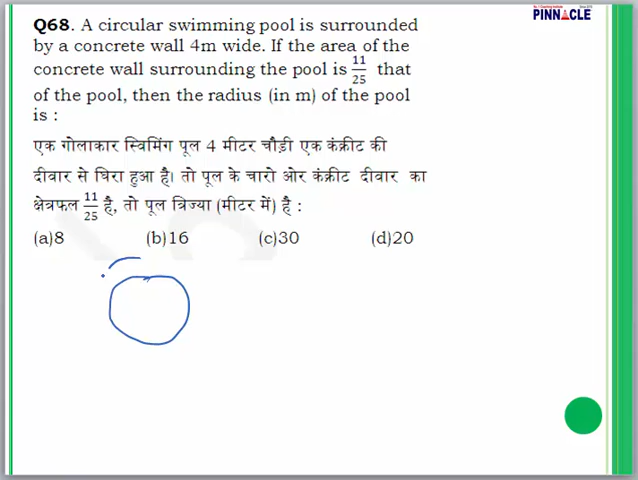 PINNACLE
Q68. A circular swimming pool is surrounded
by a concrete wall 4m wide. If the area of the
concrete wall surrounding the pool is 11/25 that
of the pool, then the radius (in m) of the pool
is :
एक गोलाकार स्विमिंग पूल 4 मीटर चौड़ी एक कंक्रीट की
दीवार से घिरा हुआ है। तो पूल के चारो ओर कंक्रीट दीवार का
क्षेत्रफल 11/25 है, तो पूल त्रिज्या (मीटर में) है :
(a)8 (b)16 (c)30 (d)20